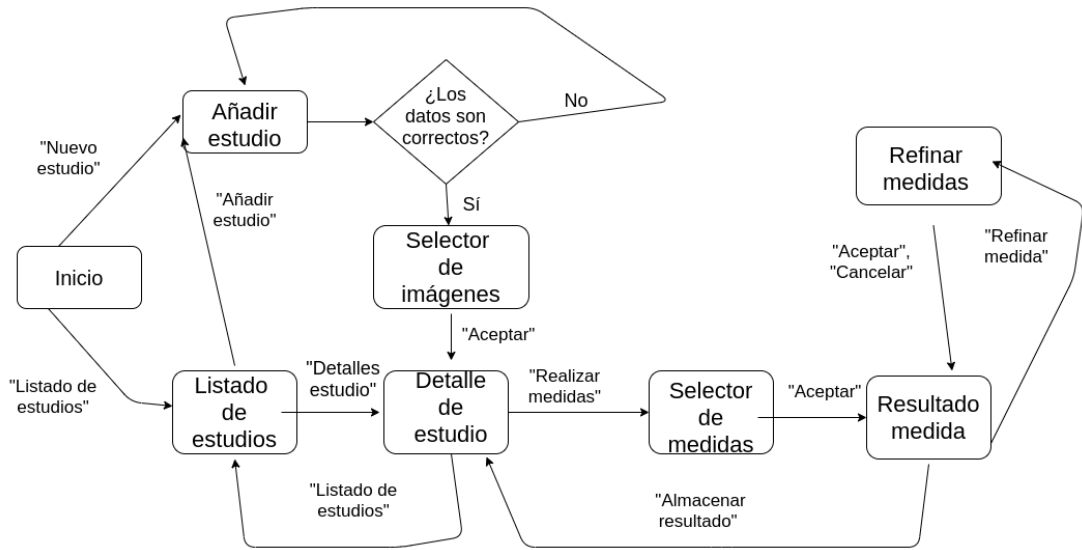 ¿Los
datos son
correctos?
No
Añadir
estudio
"Nuevo
estudio"
"Añadir
estudio"
Sí
Refinar
medidas
Selector
de
imágenes
"Aceptar",
"Cancelar"
"Refinar
medida"
Inicio
"Aceptar"
"Listado de
estudios"
Listado
de
estudios
"Detalles
estudio"
Detalle
de
estudio
"Realizar
medidas"
Selector
de
medidas
"Aceptar"
Resultado
medida
"Listado de
estudios"
"Almacenar
resultado"